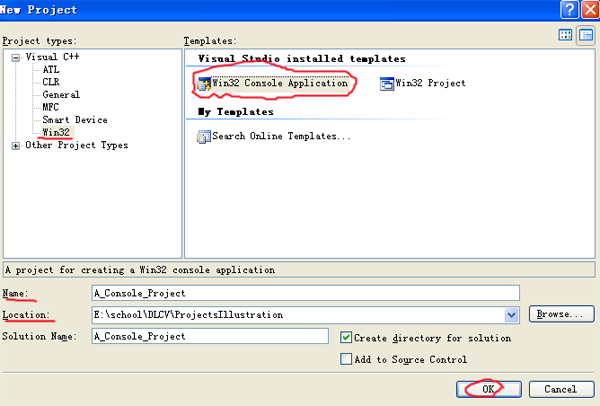 New Project
Project types:
Templates:
Visual C++
ATL
CLR
General
MFC
Smart Device
Win32
Other Project Types
Visual Studio installed templates
Win32 Console Application
Win32 Project
My Templates
Search Online Templates...
A project for creating a Win32 console application
Name: A_Console_Project
Location: E:\school\DLCV\ProjectsIllustration Browse...
Solution Name: A_Console_Project Create directory for solution
Add to Source Control
OK Cancel